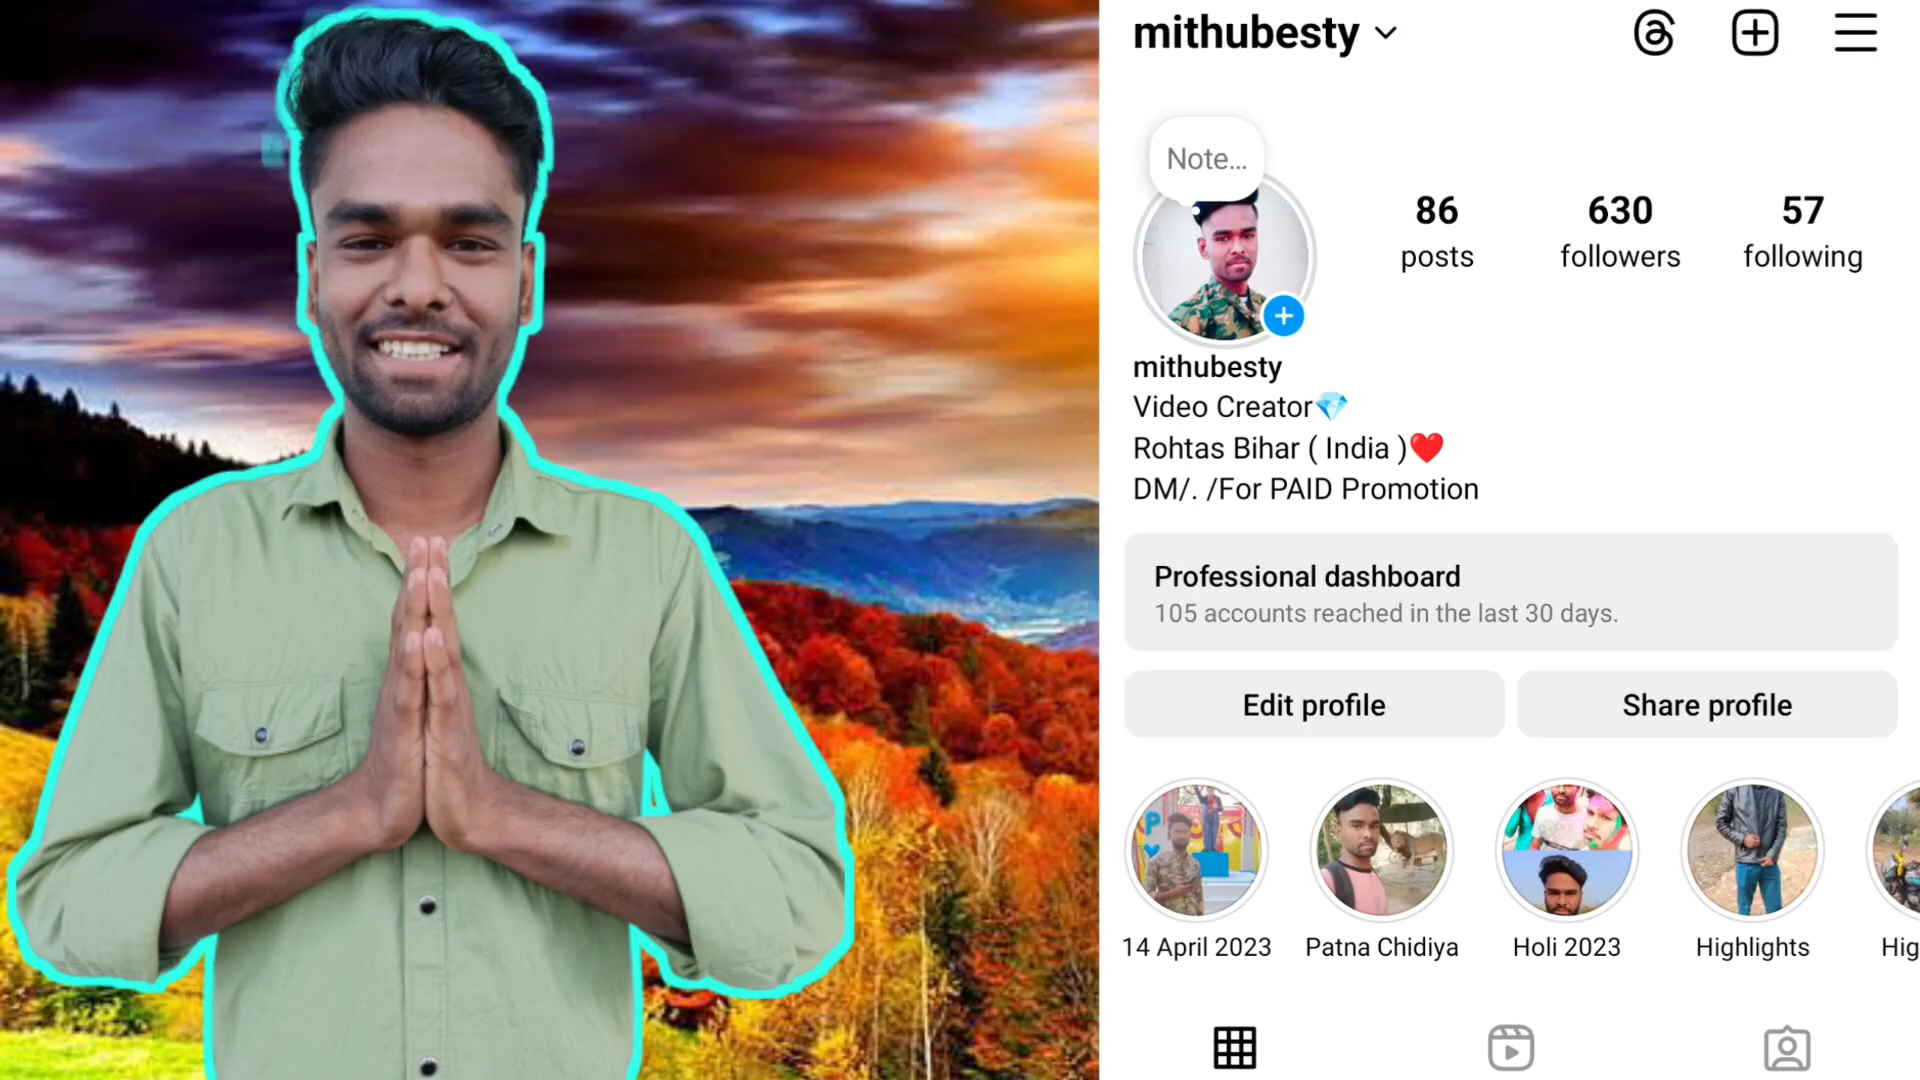 mithubesty
Note...
86 630 57
posts followers following
mithubesty
Video Creator💎
Rohtas Bihar ( India )❤️
DM/. /For PAID Promotion
Professional dashboard
105 accounts reached in the last 30 days.
Edit profile Share profile
14 April 2023 Patna Chidiya Holi 2023 Highlights Hig